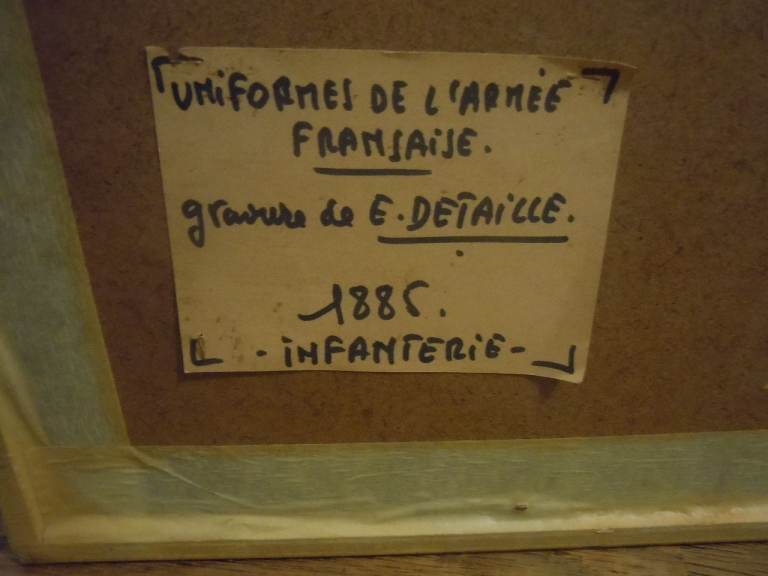 UNIFORMES DE L'ARMÉE
FRANSAISE.
gravure de E. DETAILLE.
1885.
- INFANTERIE -